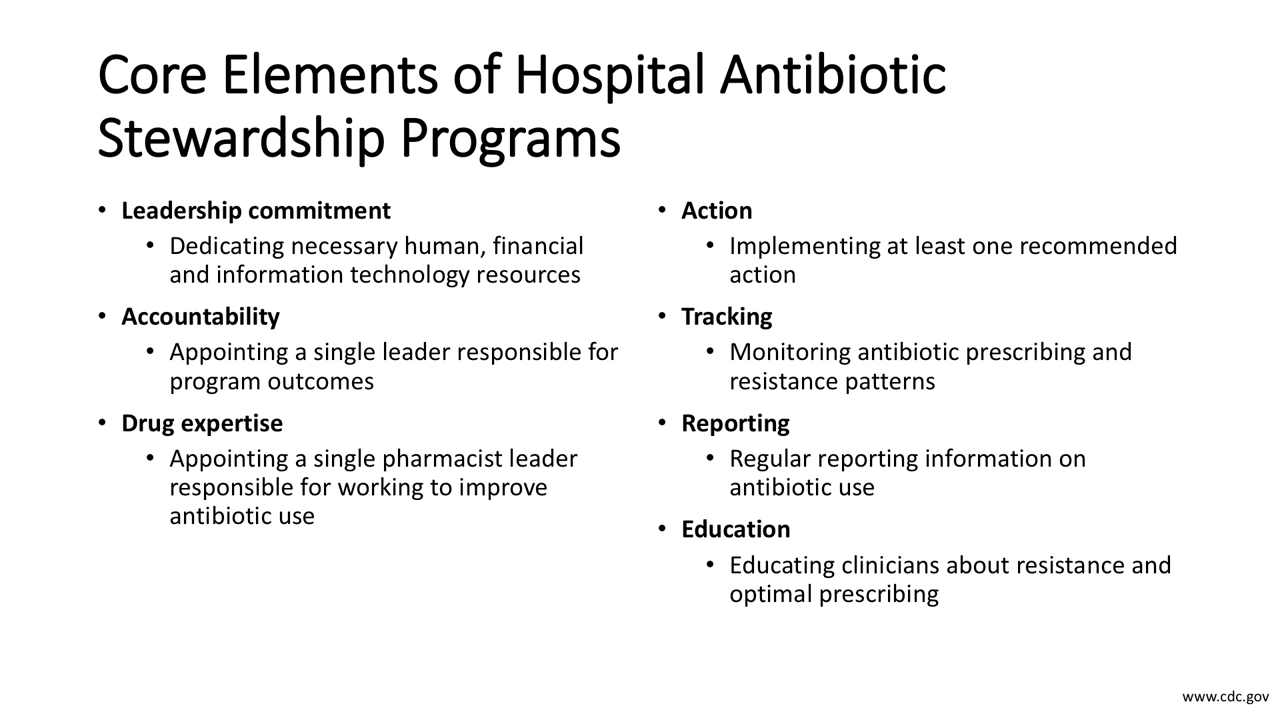 Core Elements of Hospital Antibiotic
Stewardship Programs
• Leadership commitment
• Dedicating necessary human, financial
and information technology resources
• Accountability
• Appointing a single leader responsible for
program outcomes
• Drug expertise
• Appointing a single pharmacist leader
responsible for working to improve
antibiotic use
• Action
• Implementing at least one recommended
action
• Tracking
• Monitoring antibiotic prescribing and
resistance patterns
• Reporting
• Regular reporting information on
antibiotic use
• Education
• Educating clinicians about resistance and
optimal prescribing
www.cdc.gov